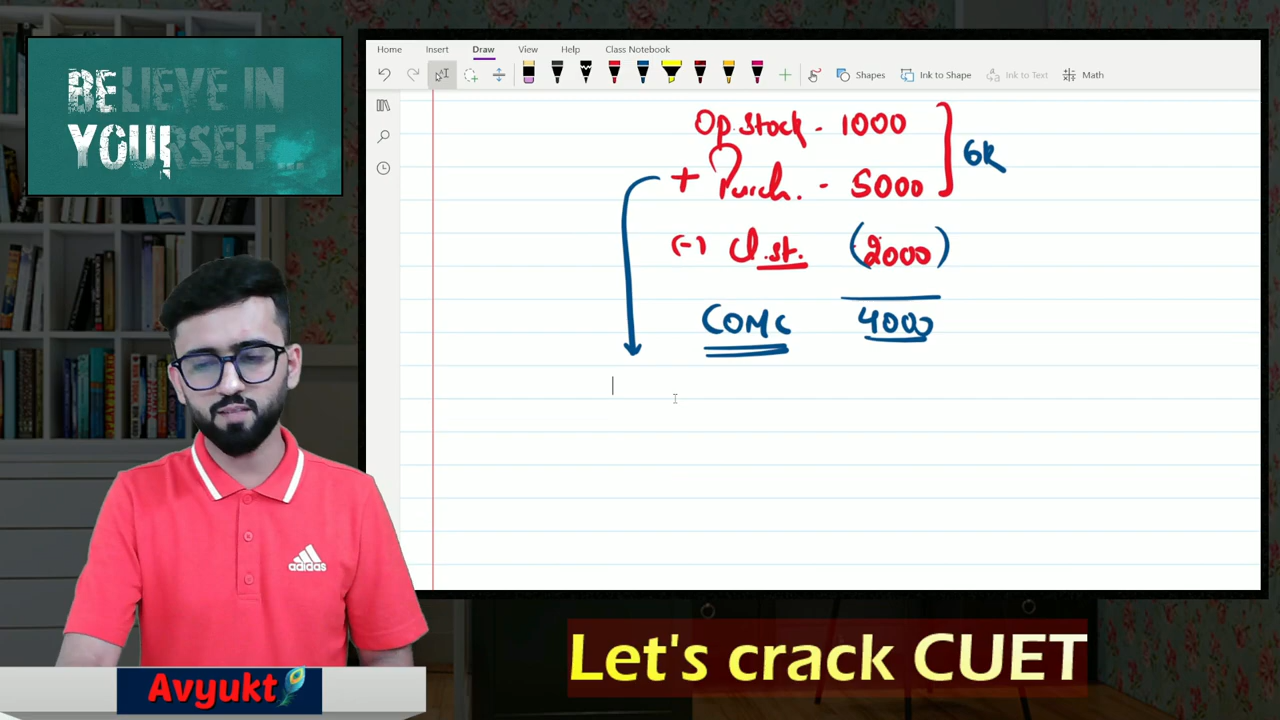 BELIEVE IN
YOURSELF...
Home Insert Draw View Help Class Notebook
Shapes Ink to Shape Ink to Text Math
Op. Stock - 1000
+ Purch. - 5000
6k
(-) Cl.st. (2000)
COMC 4000
adidas
Avyukt
Let's crack CUET